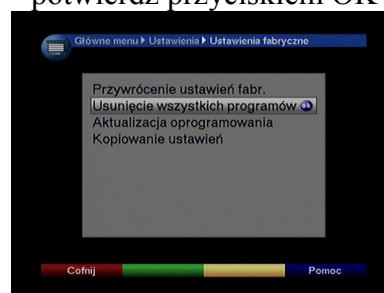 potwierdź przyciskiem OK
Główne menu Ustawienia Ustawienia fabryczne
Przywrócenie ustawień fabr.
Usunięcie wszystkich programów OK
Aktualizacja oprogramowania
Kopiowanie ustawień
Cofnij Pomoc